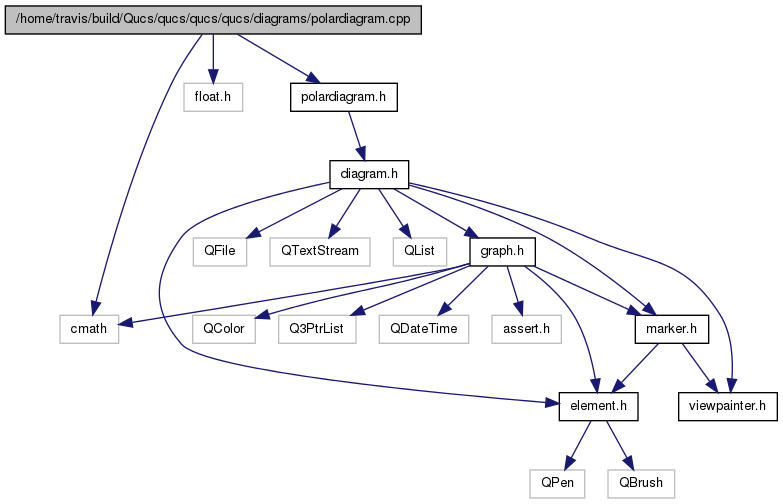 /home/travis/build/Qucs/qucs/qucs/qucs/diagrams/polardiagram.cpp
float.h
polardiagram.h
diagram.h
QFile
QTextStream
QList
graph.h
cmath
QColor
Q3PtrList
QDateTime
assert.h
marker.h
element.h
viewpainter.h
QPen
QBrush